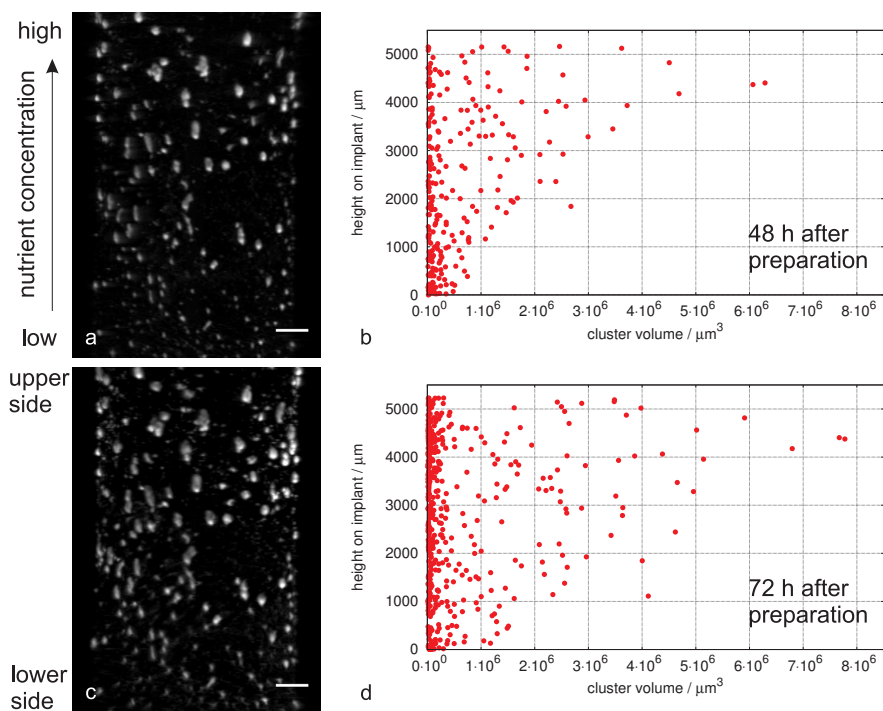 high
nutrient concentration
low
a
b
5000
4000
3000
2000
1000
0
height on implant / μm
48 h after
preparation
0·10⁰ 1·10⁶ 2·10⁶ 3·10⁶ 4·10⁶ 5·10⁶ 6·10⁶ 7·10⁶ 8·10⁶
cluster volume / μm³
upper
side
lower
side
c
d
5000
4000
3000
2000
1000
0
height on implant / μm
72 h after
preparation
0·10⁰ 1·10⁶ 2·10⁶ 3·10⁶ 4·10⁶ 5·10⁶ 6·10⁶ 7·10⁶ 8·10⁶
cluster volume / μm³